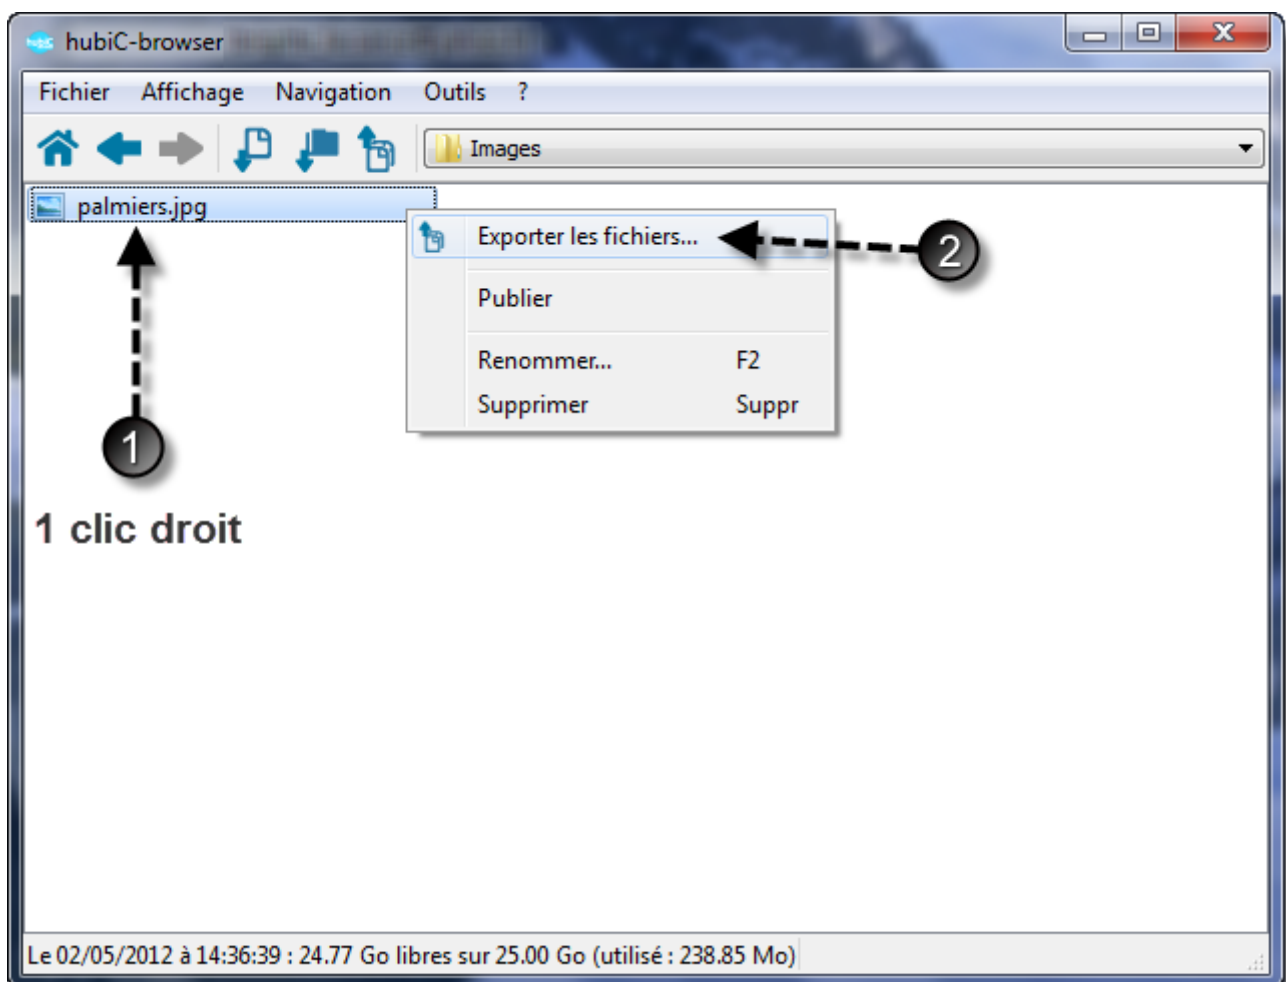 hubiC-browser
Fichier Affichage Navigation Outils ?
Images
palmiers.jpg
Exporter les fichiers...
2
Publier
Renommer... F2
Supprimer Suppr
1
1 clic droit
Le 02/05/2012 à 14:36:39 : 24.77 Go libres sur 25.00 Go (utilisé : 238.85 Mo)